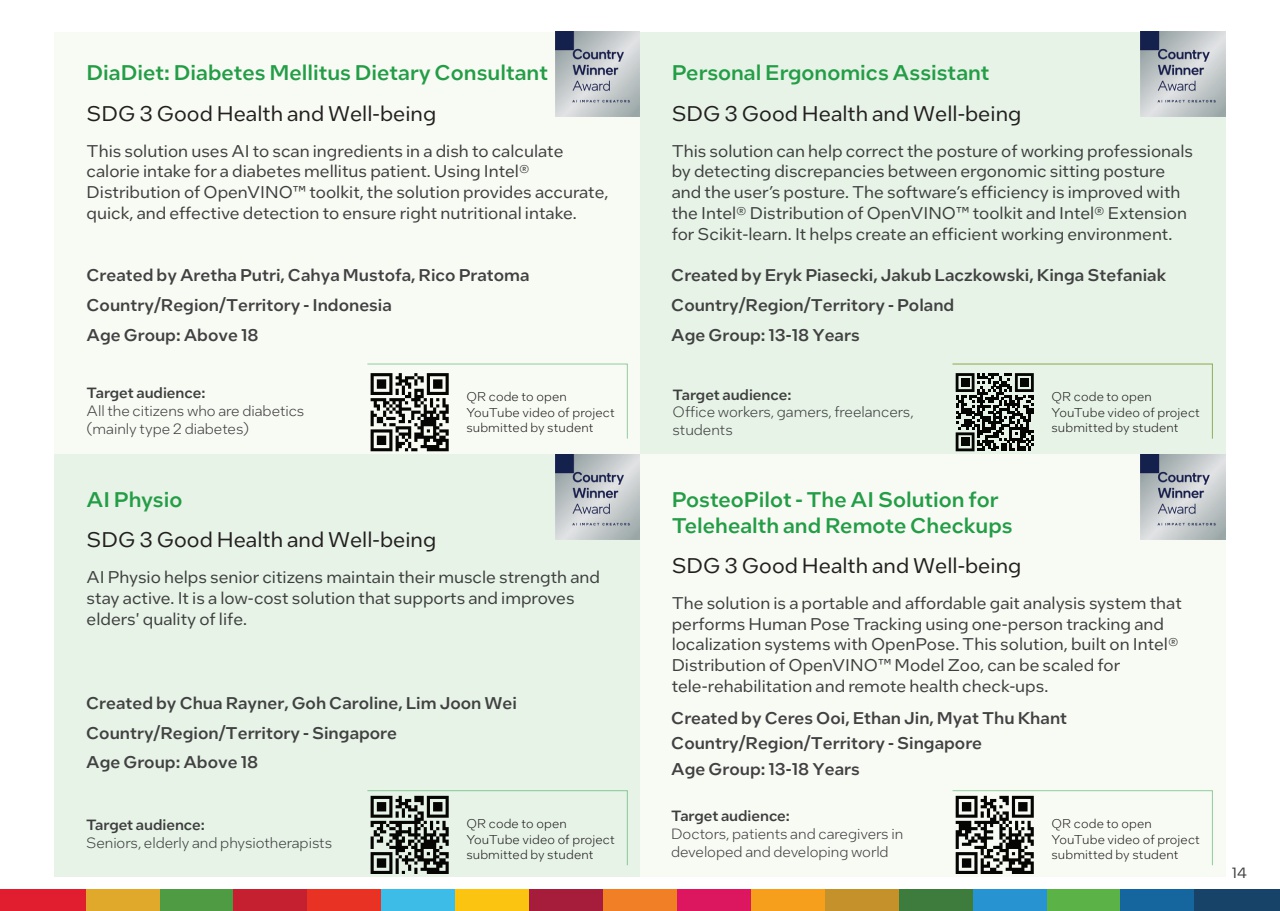 DiaDiet: Diabetes Mellitus Dietary Consultant
Country
Winner
Award
AI IMPACT CREATORS
SDG 3 Good Health and Well-being
This solution uses AI to scan ingredients in a dish to calculate
calorie intake for a diabetes mellitus patient. Using Intel®
Distribution of OpenVINO™ toolkit, the solution provides accurate,
quick, and effective detection to ensure right nutritional intake.
Created by Aretha Putri, Cahya Mustofa, Rico Pratoma
Country/Region/Territory - Indonesia
Age Group: Above 18
Target audience:
All the citizens who are diabetics
(mainly type 2 diabetes)
QR code to open
YouTube video of project
submitted by student
Personal Ergonomics Assistant
Country
Winner
Award
AI IMPACT CREATORS
SDG 3 Good Health and Well-being
This solution can help correct the posture of working professionals
by detecting discrepancies between ergonomic sitting posture
and the user's posture. The software's efficiency is improved with
the Intel® Distribution of OpenVINO™ toolkit and Intel® Extension
for Scikit-learn. It helps create an efficient working environment.
Created by Eryk Piasecki, Jakub Laczkowski, Kinga Stefaniak
Country/Region/Territory - Poland
Age Group: 13-18 Years
Target audience:
Office workers, gamers, freelancers,
students
QR code to open
YouTube video of project
submitted by student
AI Physio
Country
Winner
Award
AI IMPACT CREATORS
SDG 3 Good Health and Well-being
AI Physio helps senior citizens maintain their muscle strength and
stay active. It is a low-cost solution that supports and improves
elders' quality of life.
Created by Chua Rayner, Goh Caroline, Lim Joon Wei
Country/Region/Territory - Singapore
Age Group: Above 18
Target audience:
Seniors, elderly and physiotherapists
QR code to open
YouTube video of project
submitted by student
PosteoPilot - The AI Solution for
Telehealth and Remote Checkups
Country
Winner
Award
AI IMPACT CREATORS
SDG 3 Good Health and Well-being
The solution is a portable and affordable gait analysis system that
performs Human Pose Tracking using one-person tracking and
localization systems with OpenPose. This solution, built on Intel®
Distribution of OpenVINO™ Model Zoo, can be scaled for
tele-rehabilitation and remote health check-ups.
Created by Ceres Ooi, Ethan Jin, Myat Thu Khant
Country/Region/Territory - Singapore
Age Group: 13-18 Years
Target audience:
Doctors, patients and caregivers in
developed and developing world
QR code to open
YouTube video of project
submitted by student
14